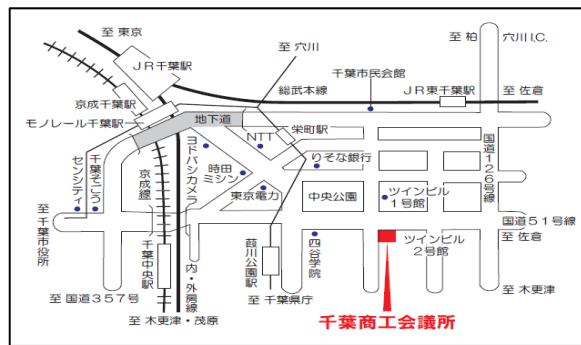 至 東京
JR千葉駅
京成千葉駅
モノレール千葉駅
地下道
至 穴川
総武本線
千葉市民会館
JR東千葉駅
至 柏
穴川I.C.
至 佐倉
国道126号線
NTT
栄町駅
りそな銀行
ヨドバシカメラ
時田
ミシン
東京電力
中央公園
ツインビル
1号館
千葉そごう
センシティ
至 千葉市役所
京成線
千葉中央駅
内・外房線
葭川公園駅
四谷学院
ツインビル
2号館
国道51号線
至 佐倉
至 国道357号
至 木更津・茂原
至 千葉県庁
至 木更津
千葉商工会議所